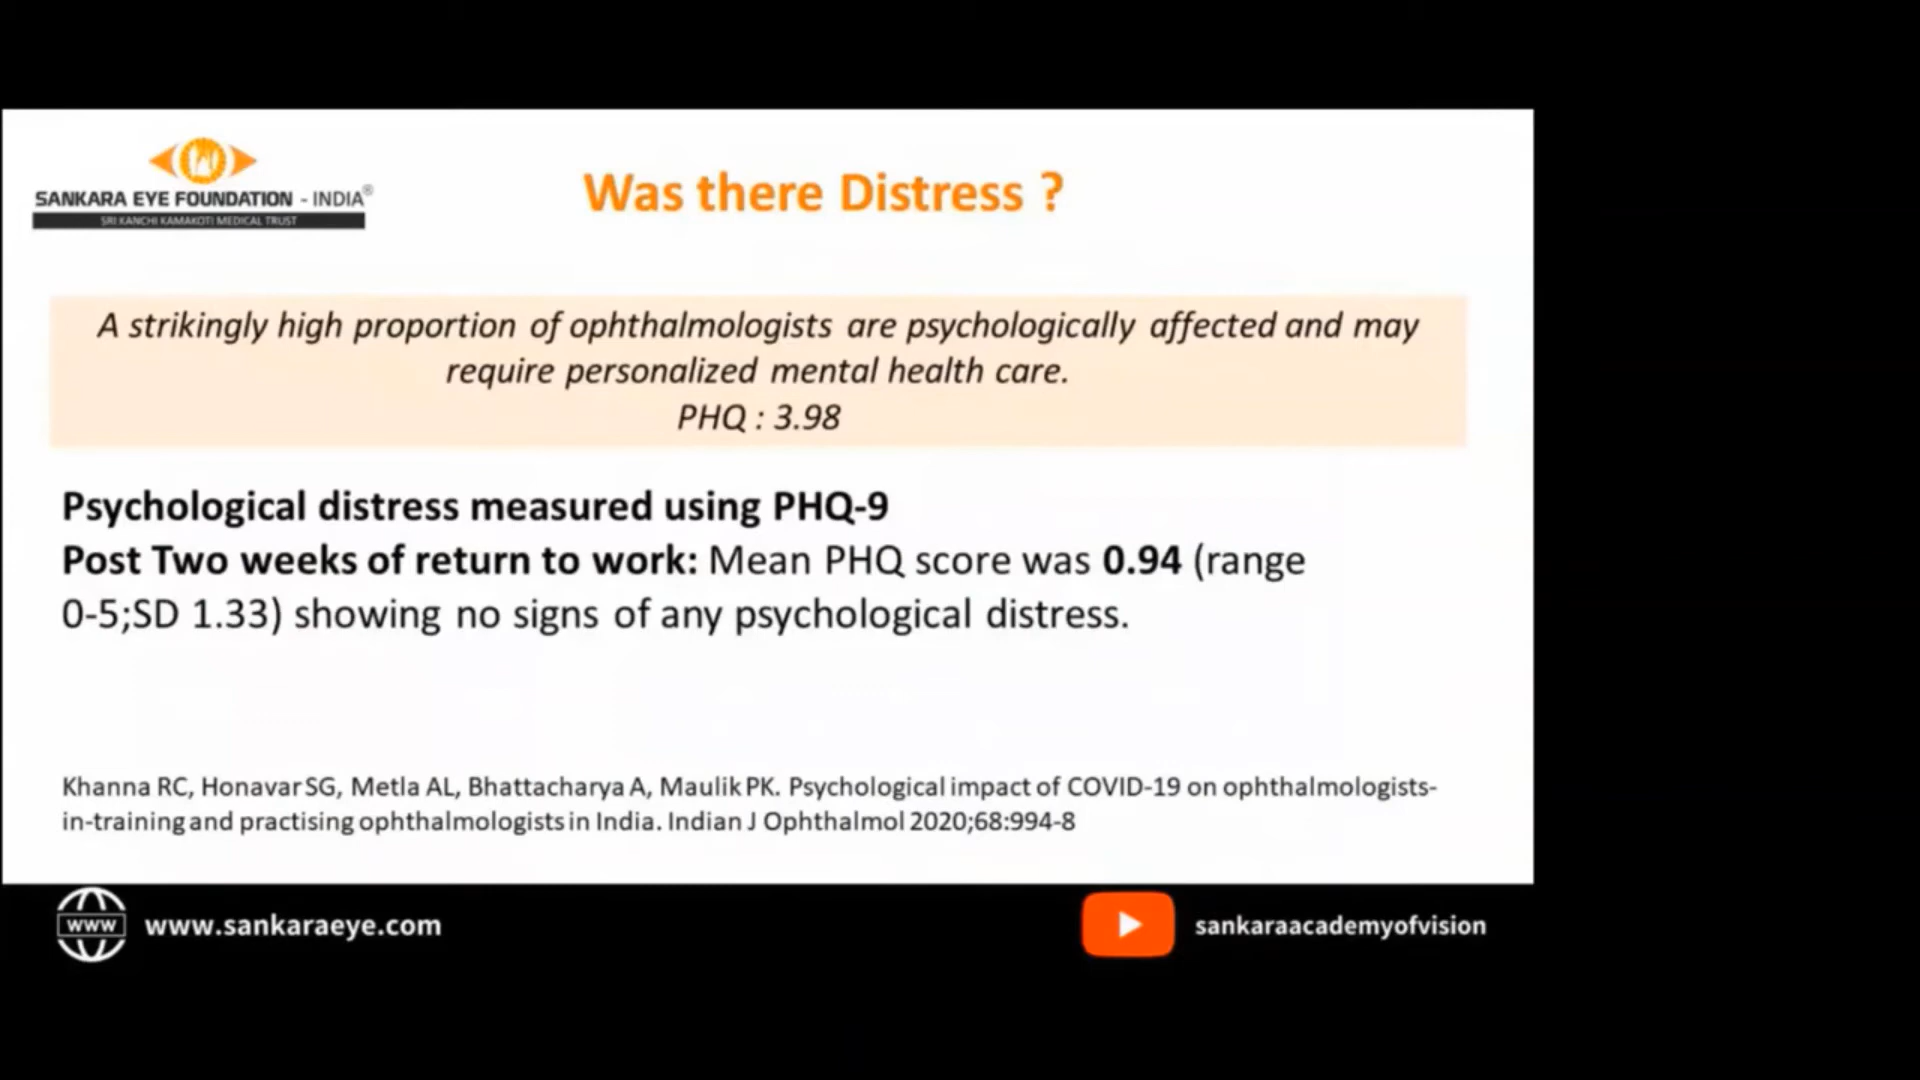 SANKARA EYE FOUNDATION - INDIA®
SRI KANCHI KAMAKOTI MEDICAL TRUST
Was there Distress ?
A strikingly high proportion of ophthalmologists are psychologically affected and may
require personalized mental health care.
PHQ : 3.98
Psychological distress measured using PHQ-9
Post Two weeks of return to work: Mean PHQ score was 0.94 (range
0-5;SD 1.33) showing no signs of any psychological distress.
Khanna RC, Honavar SG, Metla AL, Bhattacharya A, Maulik PK. Psychological impact of COVID-19 on ophthalmologists-
in-training and practising ophthalmologists in India. Indian J Ophthalmol 2020;68:994-8
www
www.sankaraeye.com
sankaraacademyofvision